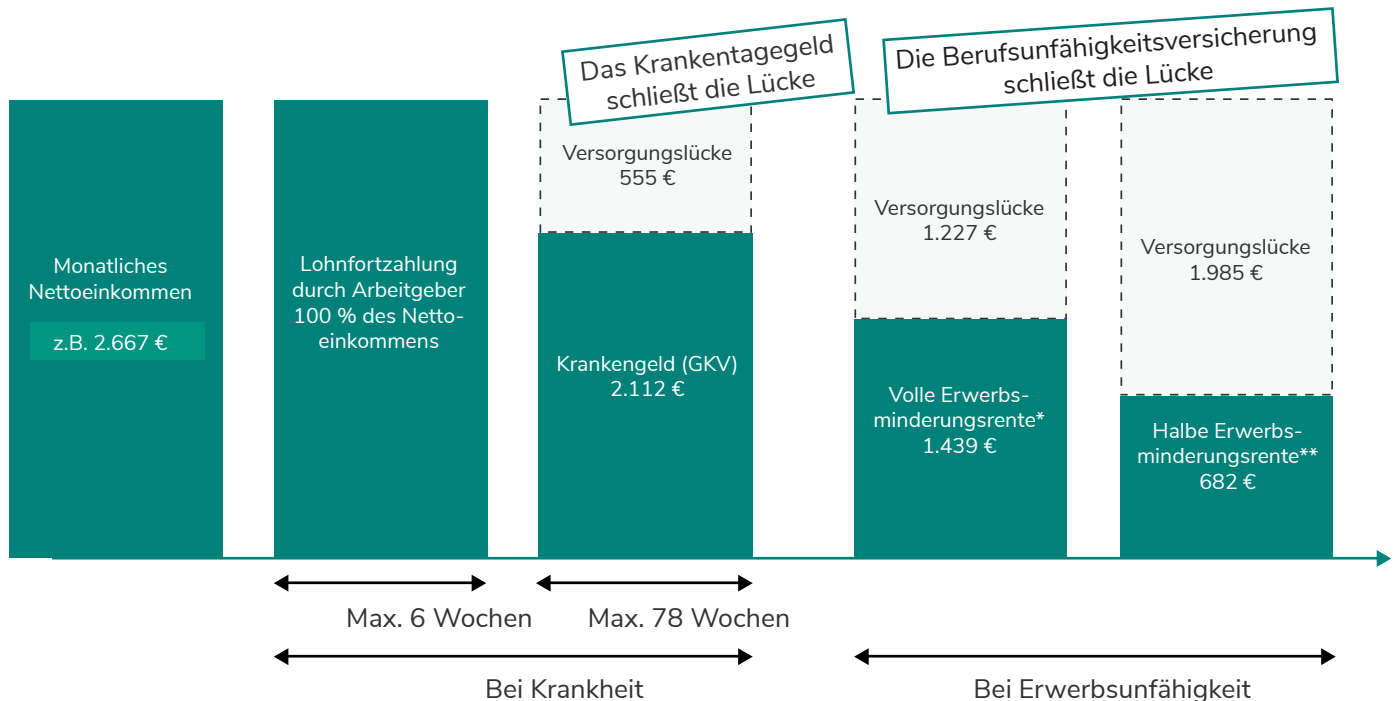 Das Krankentagegeld
schließt die Lücke
Die Berufsunfähigkeitsversicherung
schließt die Lücke
Monatliches
Nettoeinkommen
z.B. 2.667 €
Lohnfortzahlung
durch Arbeitgeber
100 % des Netto-
einkommens
Versorgungslücke
555 €
Krankengeld (GKV)
2.112 €
Versorgungslücke
1.227 €
Volle Erwerbs-
minderungsrente*
1.439 €
Versorgungslücke
1.985 €
Halbe Erwerbs-
minderungsrente**
682 €
Max. 6 Wochen
Max. 78 Wochen
Bei Krankheit
Bei Erwerbsunfähigkeit